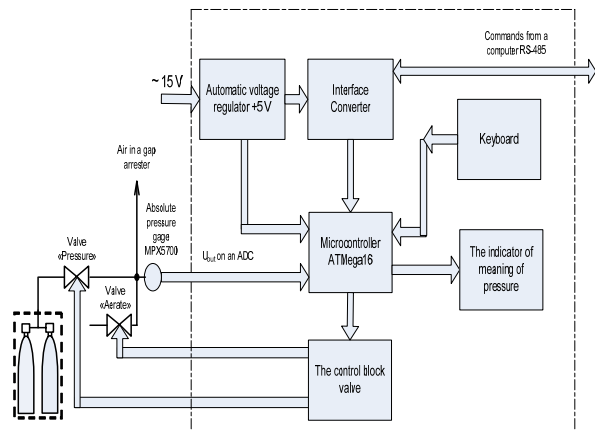 Commands from a
computer RS-485
~ 15 V
Automatic voltage
regulator +5 V
Interface
Converter
Keyboard
Air in a gap
arrester
Absolute
pressure
gage
MPX5700
Valve
«Pressure»
Uout on an ADC
Microcontroller
ATMega16
The indicator of
meaning of
pressure
Valve
«Aerate»
The control block
valve